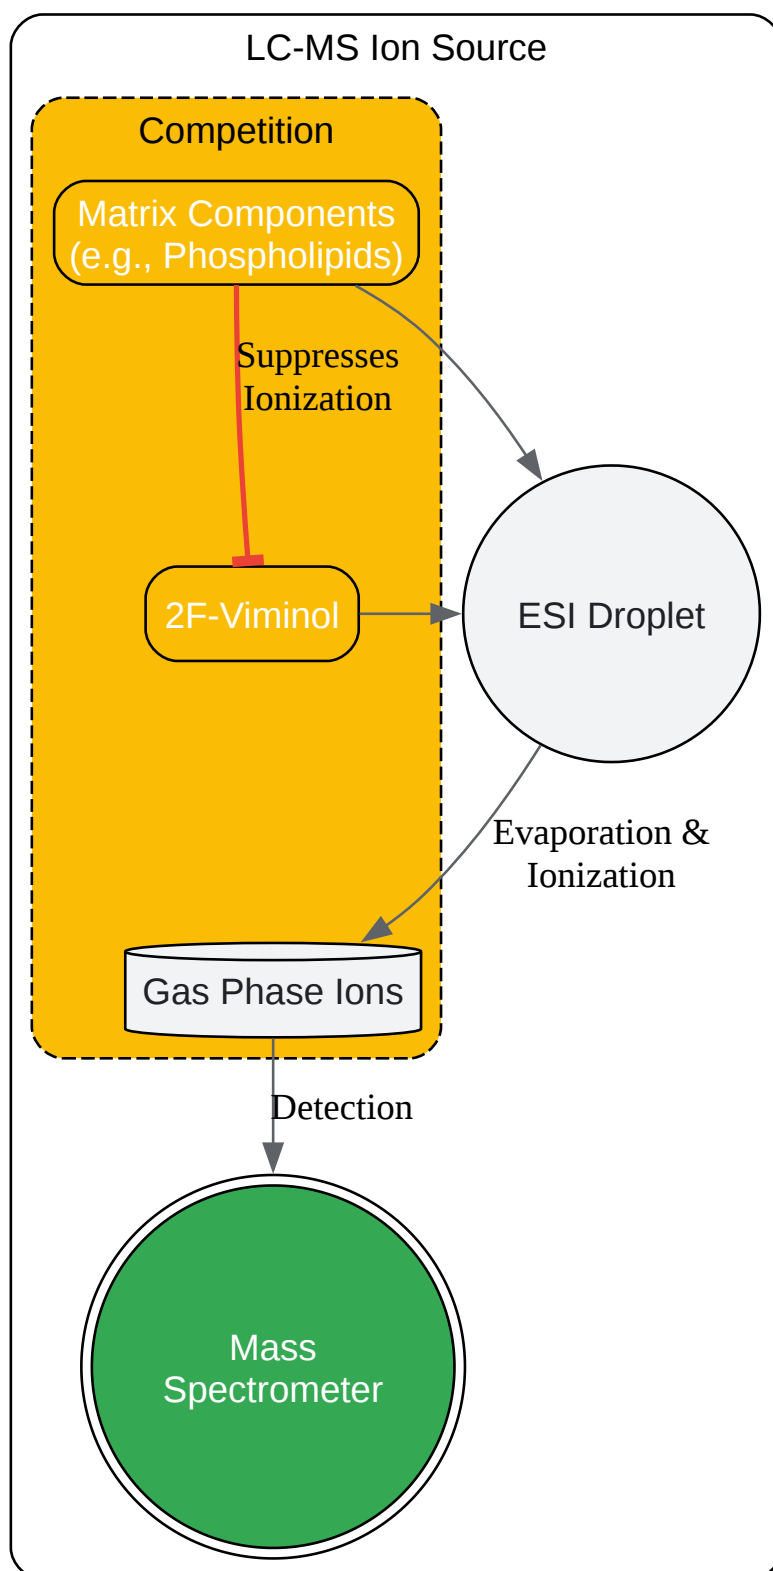 LC-MS Ion Source
Competition
Matrix Components
(e.g., Phospholipids)
Suppresses
Ionization
2F-Viminol
ESI Droplet
Evaporation &
Ionization
Gas Phase Ions
Detection
Mass
Spectrometer